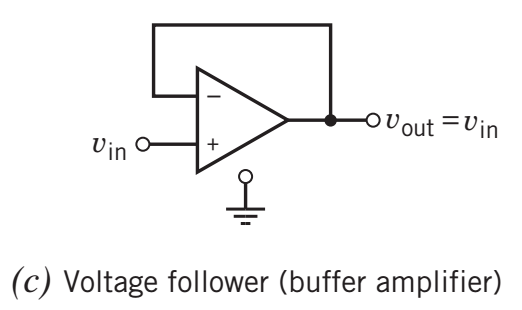 −
v_in +
v_out = v_in
(c) Voltage follower (buffer amplifier)